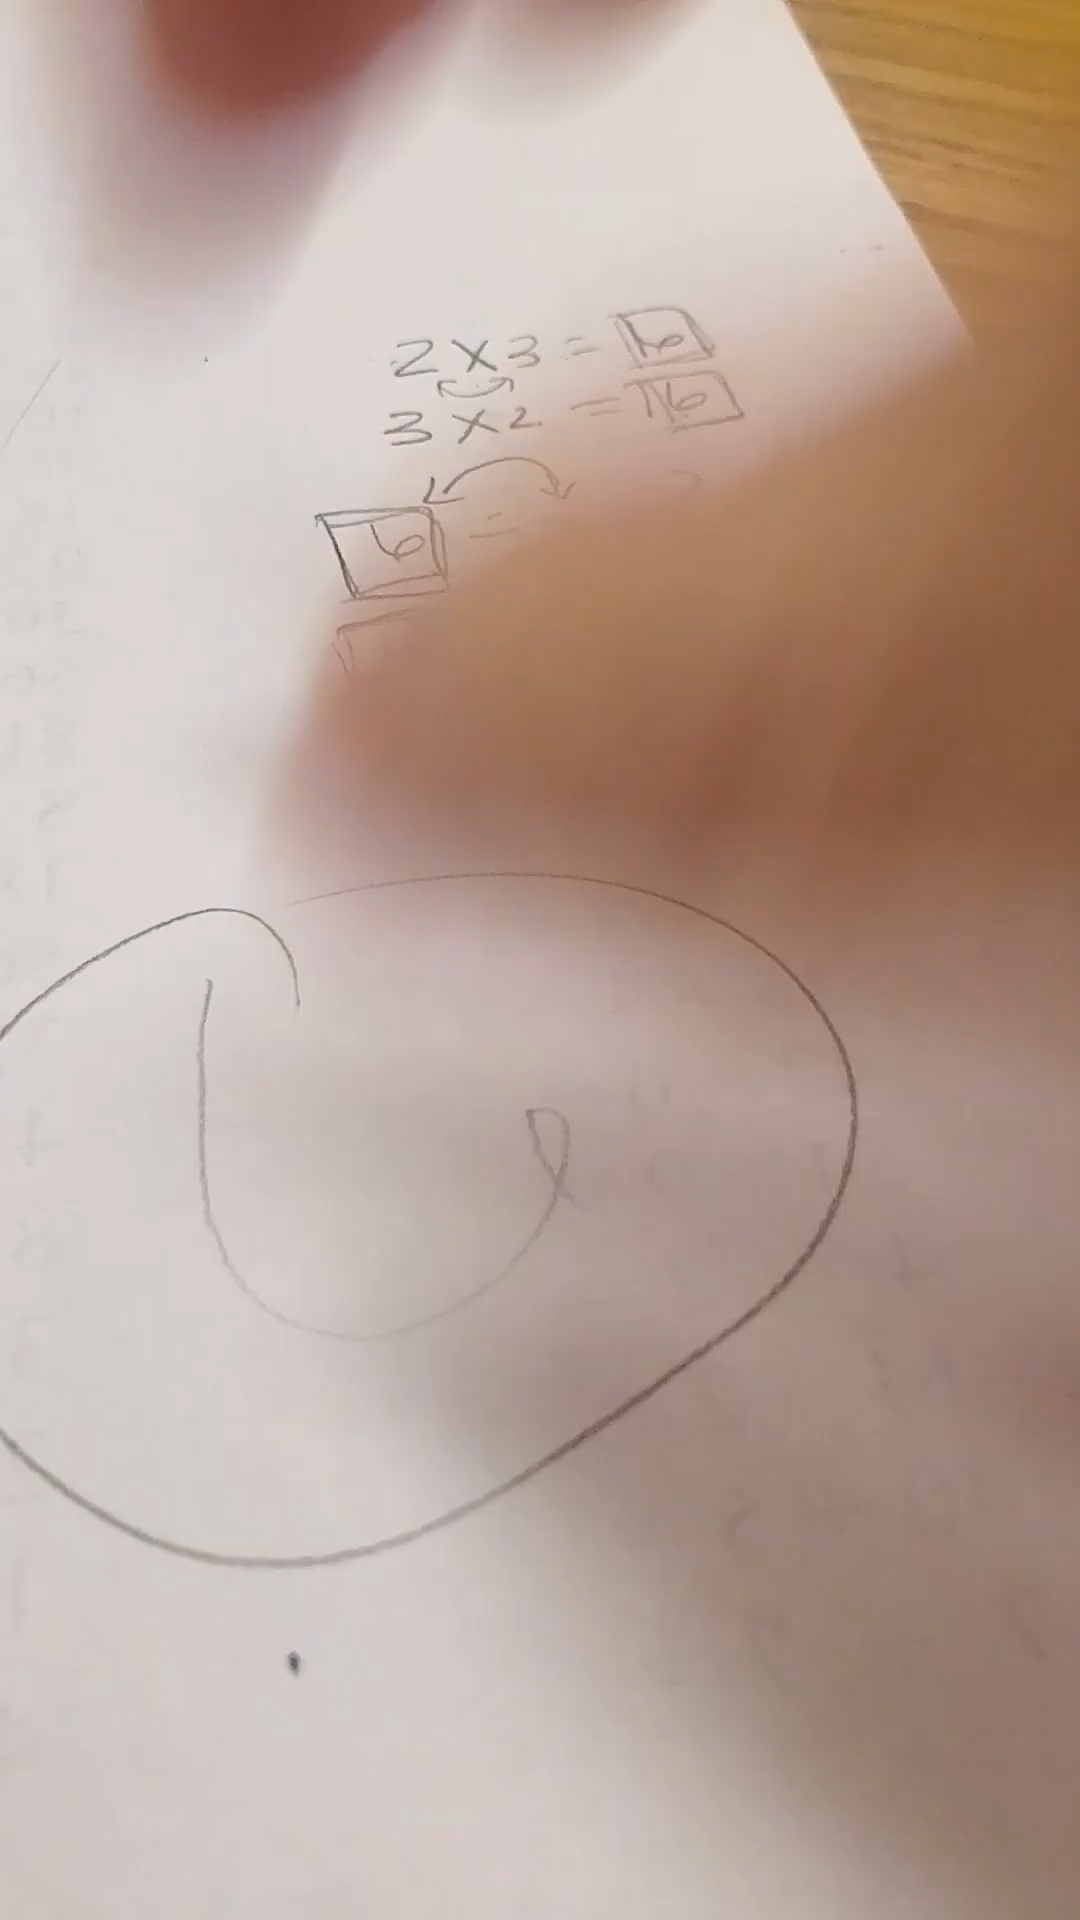 2 x 3 = 6
3 x 2 = 6
6 =